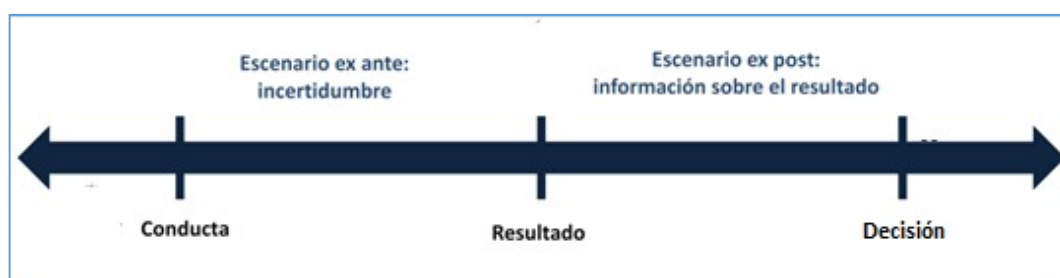 Escenario ex ante:
incertidumbre
Escenario ex post:
información sobre el resultado
Conducta
Resultado
Decisión